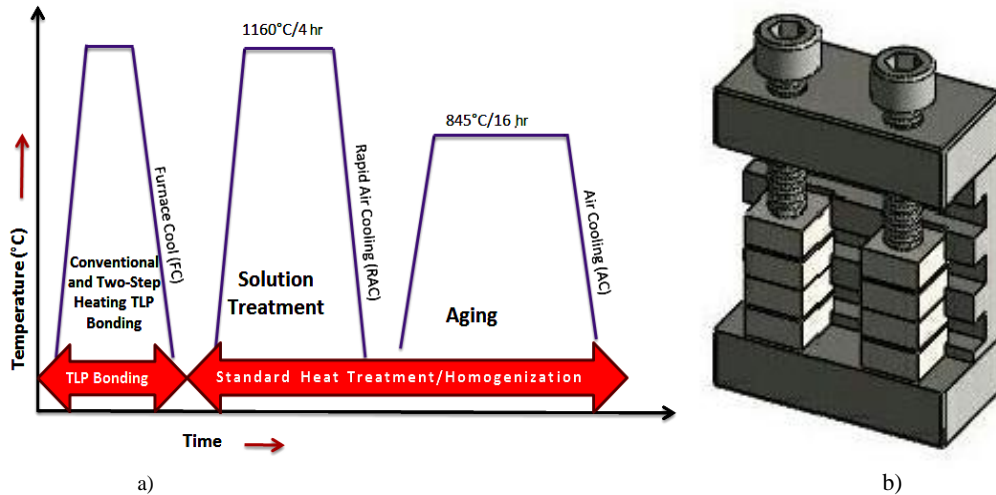 1160°C/4 hr
845°C/16 hr
Temperature (°C)
Furnace Cool (FC)
Rapid Air Cooling (RAC)
Air Cooling (AC)
Conventional
and Two-Step
Heating TLP
Bonding
Solution
Treatment
Aging
TLP Bonding
Standard Heat Treatment/Homogenization
Time
a)
b)